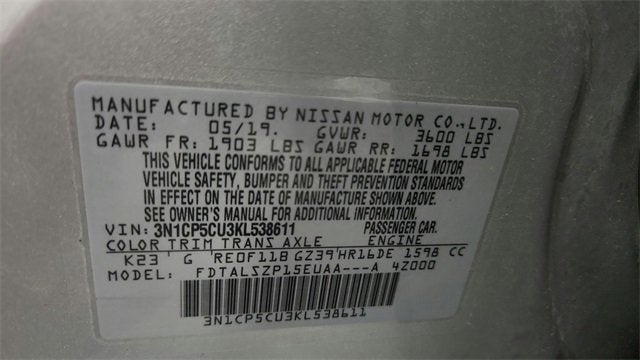 MANUFACTURED BY NISSAN MOTOR CO.,LTD.
DATE: 05/19. GVWR: 3600 LBS
GAWR FR: 1903 LBS GAWR RR: 1698 LBS
THIS VEHICLE CONFORMS TO ALL APPLICABLE FEDERAL MOTOR
VEHICLE SAFETY, BUMPER AND THEFT PREVENTION STANDARDS
IN EFFECT ON THE DATE OF MANUFACTURE SHOWN ABOVE.
SEE OWNER'S MANUAL FOR ADDITIONAL INFORMATION.
VIN: 3N1CP5CU3KL538611 PASSENGER CAR.
COLOR TRIM TRANS AXLE ENGINE
K23 G RE0F11B GZ39 HR16DE 1598 CC
MODEL: FDTALSZP15EUAA---A 4Z000
3N1CP5CU3KL538611